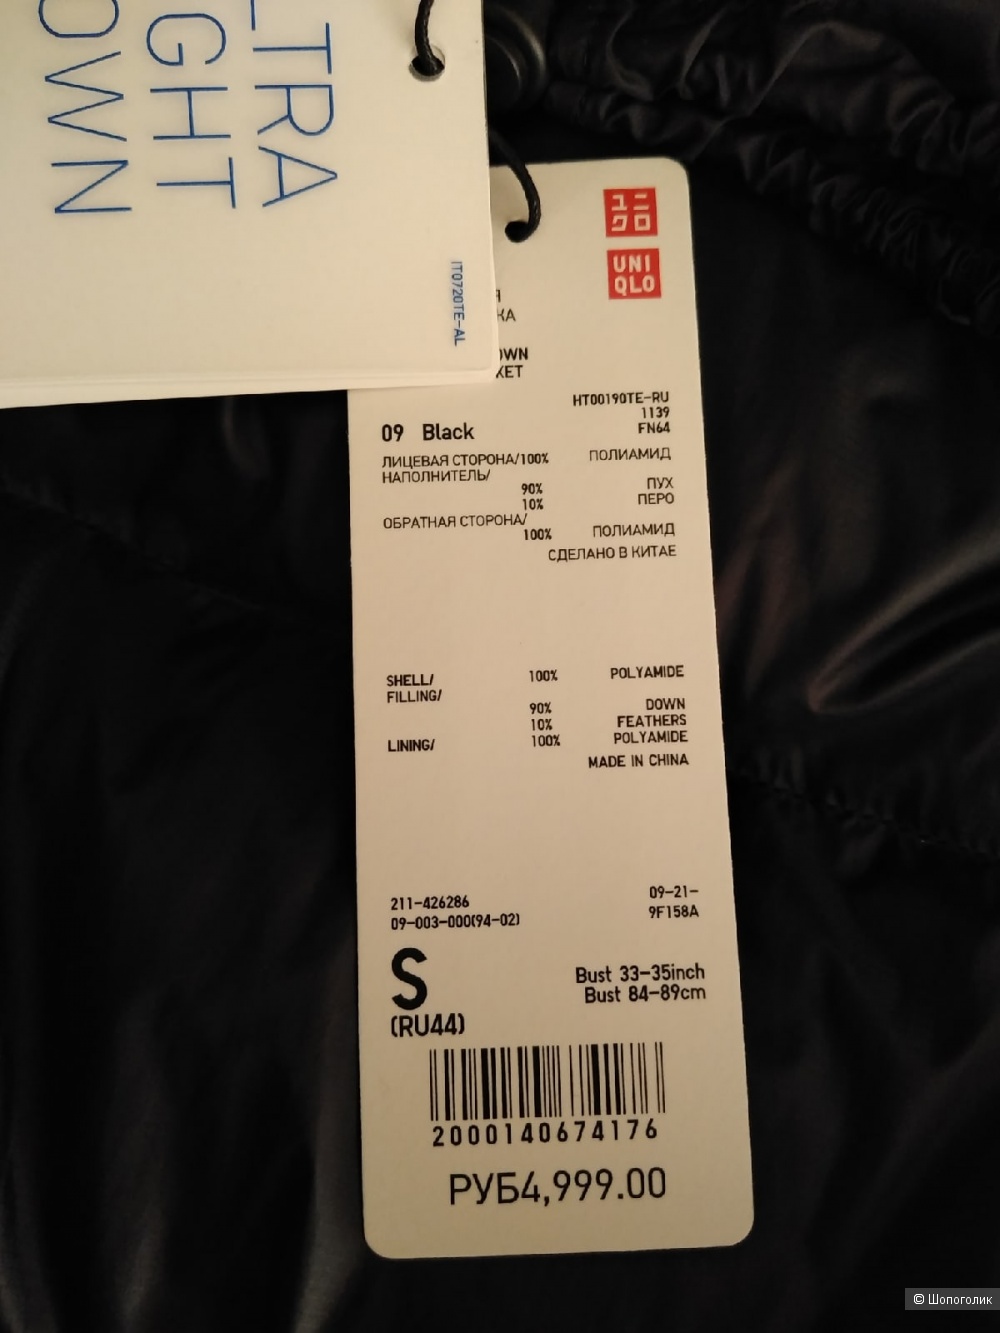 TRA
GHT
OWN
IT0720TE-AL
ユニ
クロ
UNI
QLO
КА
OWN
KET
HT00190TE-RU
1139
09 Black FN64
ЛИЦЕВАЯ СТОРОНА/100% ПОЛИАМИД
НАПОЛНИТЕЛЬ/
90% ПУХ
10% ПЕРО
ОБРАТНАЯ СТОРОНА/
100% ПОЛИАМИД
СДЕЛАНО В КИТАЕ
SHELL/ 100% POLYAMIDE
FILLING/
90% DOWN
10% FEATHERS
LINING/ 100% POLYAMIDE
MADE IN CHINA
211-426286 09-21-
09-003-000(94-02) 9F158A
S
(RU44)
Bust 33-35inch
Bust 84-89cm
2000140674176
РУБ4,999.00
© Шопоголик